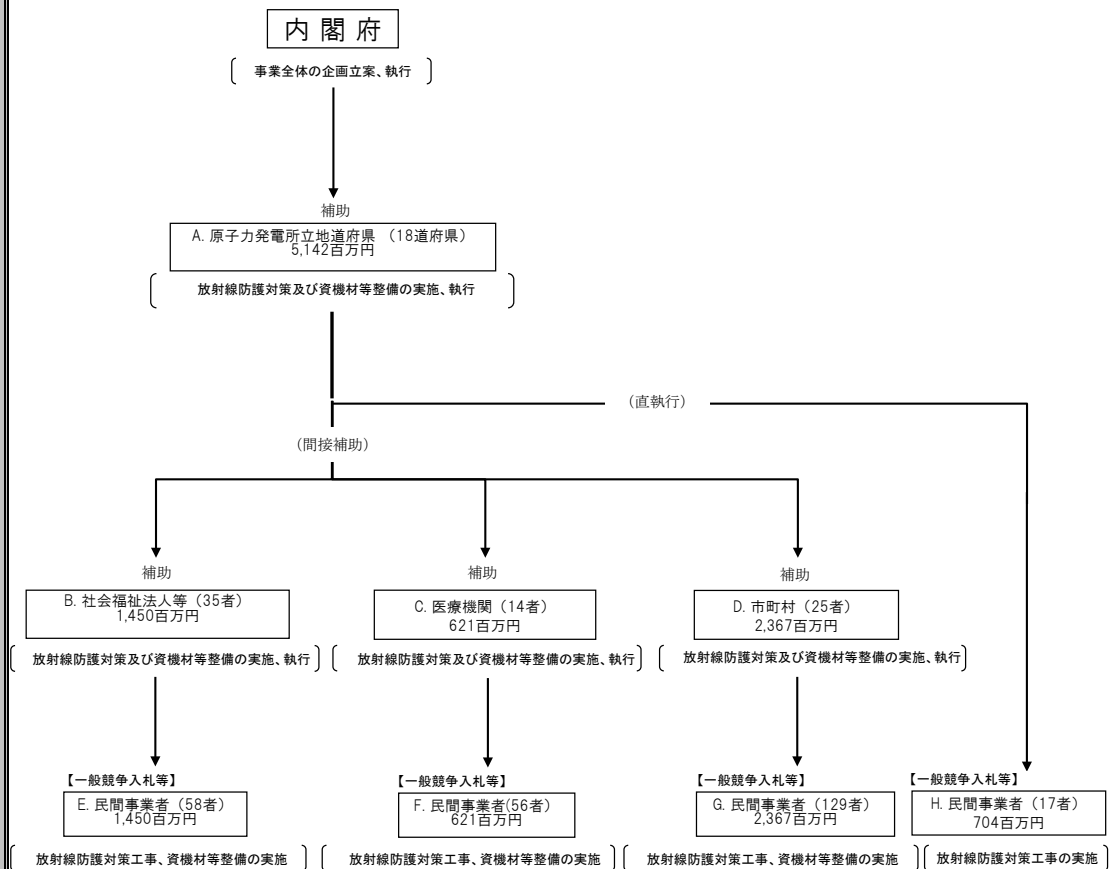 内閣府
事業全体の企画立案、執行
補助
A. 原子力発電所立地道府県 （18道府県）
5,142百万円
放射線防護対策及び資機材等整備の実施、執行
（直執行）
（間接補助）
補助
B. 社会福祉法人等（35者）
1,450百万円
放射線防護対策及び資機材等整備の実施、執行
補助
C. 医療機関（14者）
621百万円
放射線防護対策及び資機材等整備の実施、執行
補助
D. 市町村（25者）
2,367百万円
放射線防護対策及び資機材等整備の実施、執行
【一般競争入札等】
E. 民間事業者（58者）
1,450百万円
放射線防護対策工事、資機材等整備の実施
【一般競争入札等】
F. 民間事業者(56者）
621百万円
放射線防護対策工事、資機材等整備の実施
【一般競争入札等】
G. 民間事業者（129者）
2,367百万円
放射線防護対策工事、資機材等整備の実施
【一般競争入札等】
H. 民間事業者（17者）
704百万円
放射線防護対策工事の実施